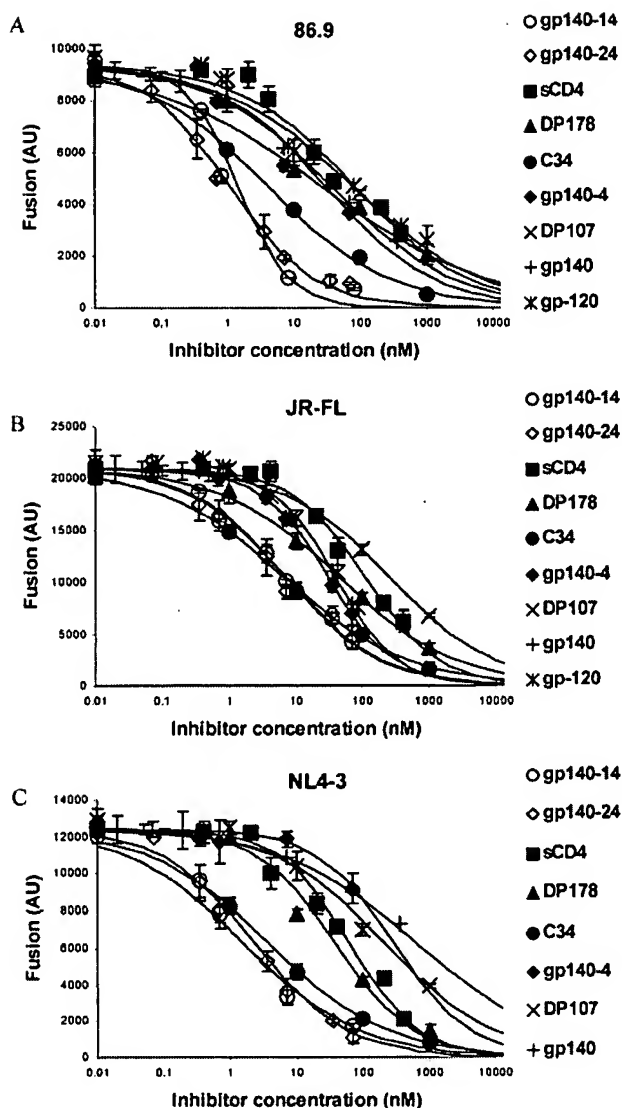 A
86.9
Fusion (AU)
10000
8000
6000
4000
2000
0
0.01 0.1 1 10 100 1000 10000
Inhibitor concentration (nM)
gp140-14
gp140-24
sCD4
DP178
C34
gp140-4
DP107
gp140
gp-120
B
JR-FL
Fusion (AU)
25000
20000
15000
10000
5000
0
0.01 0.1 1 10 100 1000 10000
Inhibitor concentration (nM)
gp140-14
gp140-24
sCD4
DP178
C34
gp140-4
DP107
gp140
gp-120
C
NL4-3
Fusion (AU)
14000
12000
10000
8000
6000
4000
2000
0
0.01 0.1 1 10 100 1000 10000
Inhibitor concentration (nM)
gp140-14
gp140-24
sCD4
DP178
C34
gp140-4
DP107
gp140